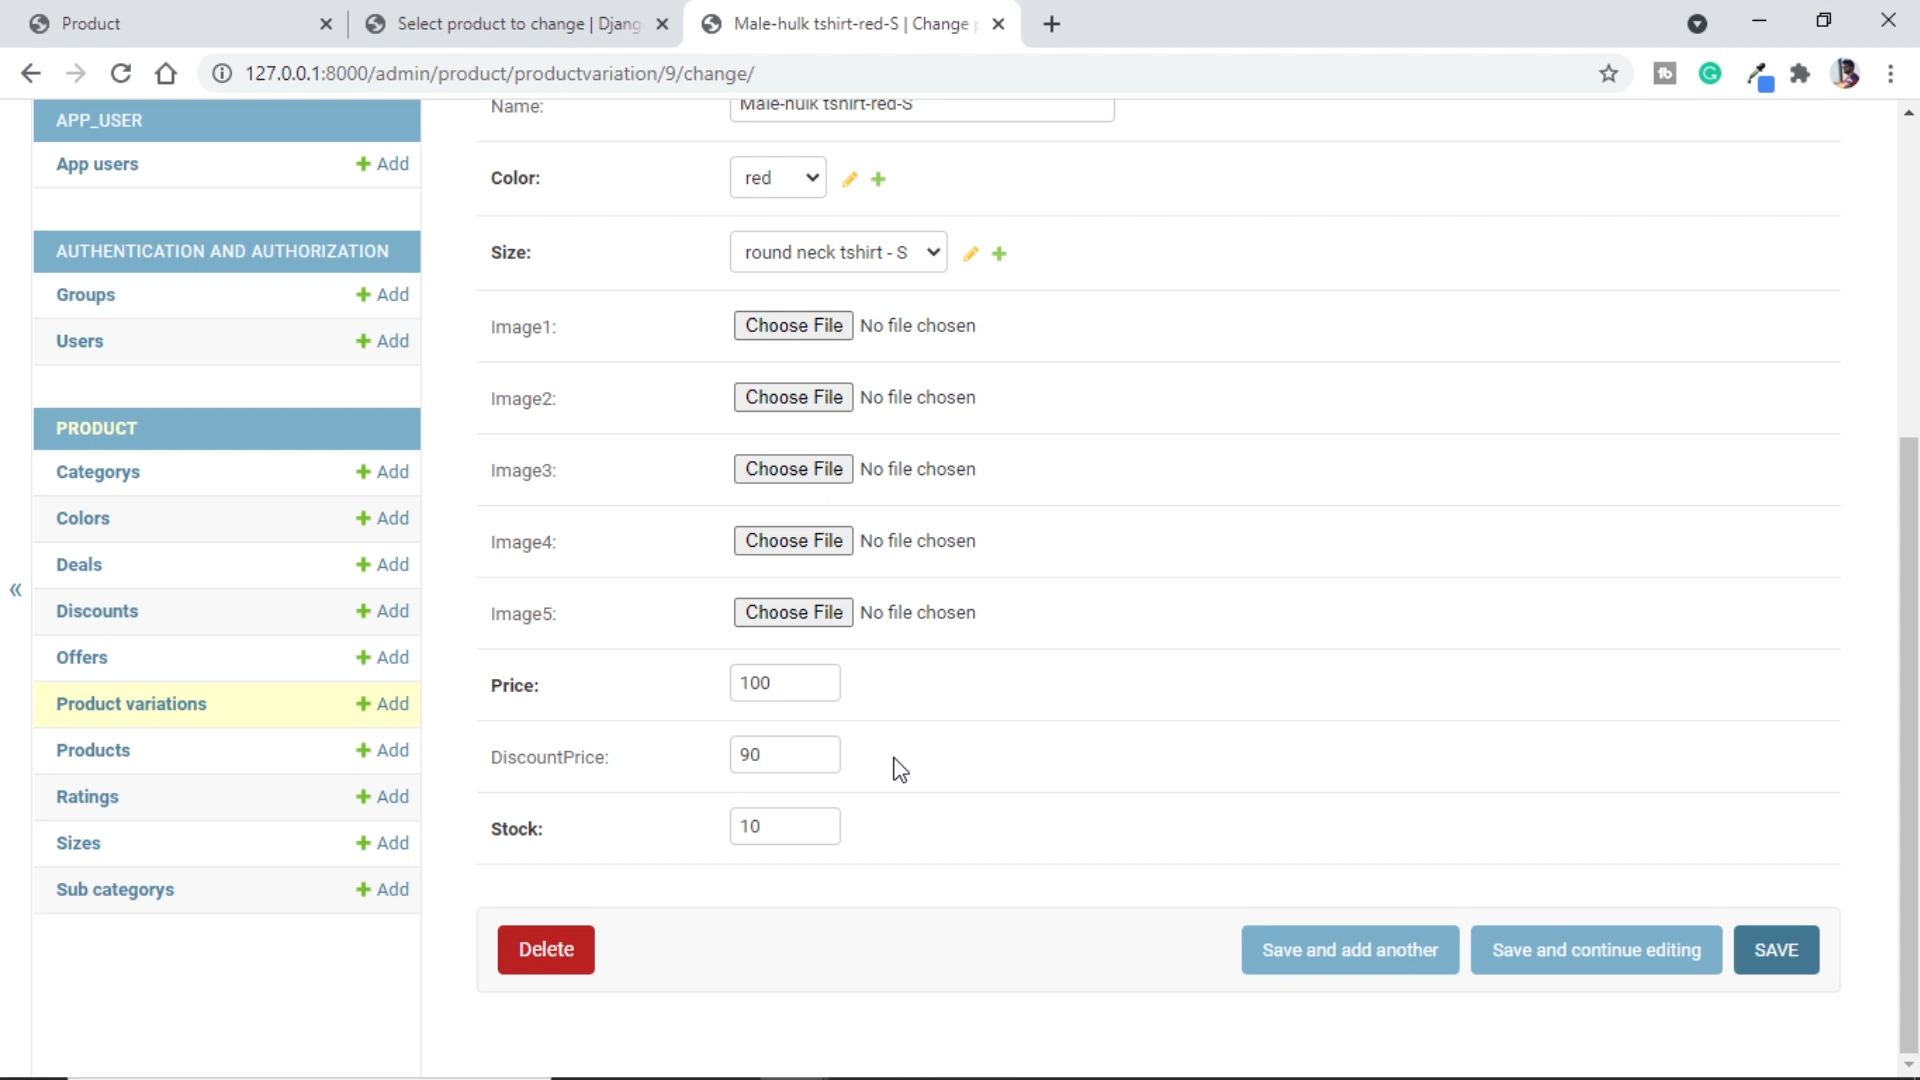 Product
Select product to change | Djang
Male-hulk tshirt-red-S | Change p
127.0.0.1:8000/admin/product/productvariation/9/change/
APP_USER
App users
Add
AUTHENTICATION AND AUTHORIZATION
Groups
Add
Users
Add
PRODUCT
Categorys
Add
Colors
Add
Deals
Add
Discounts
Add
Offers
Add
Product variations
Add
Products
Add
Ratings
Add
Sizes
Add
Sub categorys
Add
«
Name:
Male-hulk tshirt-red-S
Color:
red
Size:
round neck tshirt - S
Image1:
Choose File No file chosen
Image2:
Choose File No file chosen
Image3:
Choose File No file chosen
Image4:
Choose File No file chosen
Image5:
Choose File No file chosen
Price:
100
DiscountPrice:
90
Stock:
10
Delete
Save and add another
Save and continue editing
SAVE